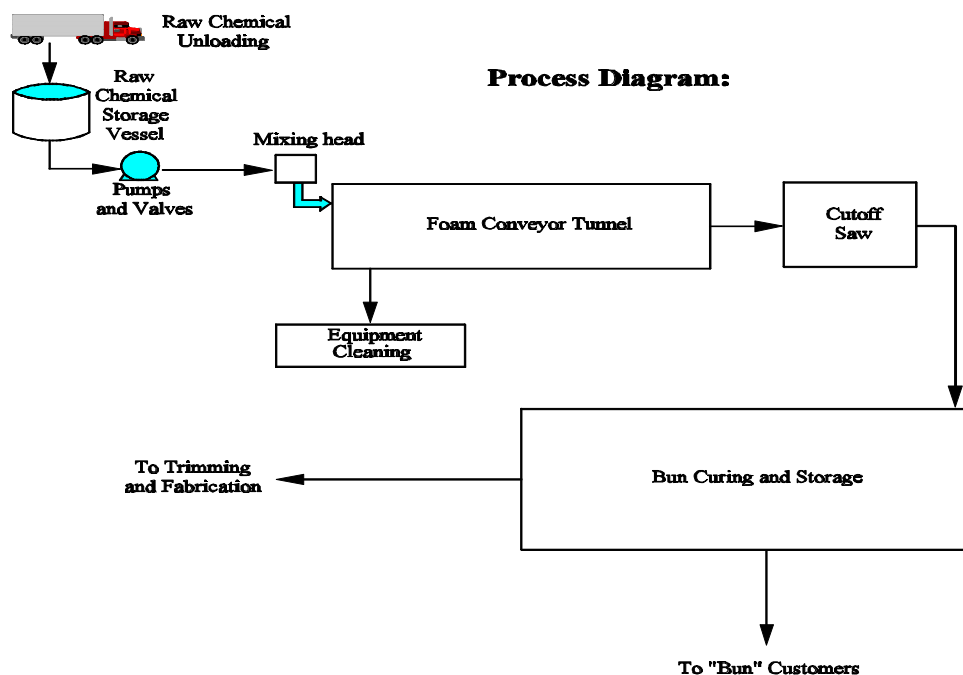 Raw Chemical
Unloading
Process Diagram:
Raw
Chemical
Storage
Vessel
Mixing head
Pumps
and Valves
Foam Conveyor Tunnel
Cutoff
Saw
Equipment
Cleaning
To Trimming
and Fabrication
Bun Curing and Storage
To "Bun" Customers